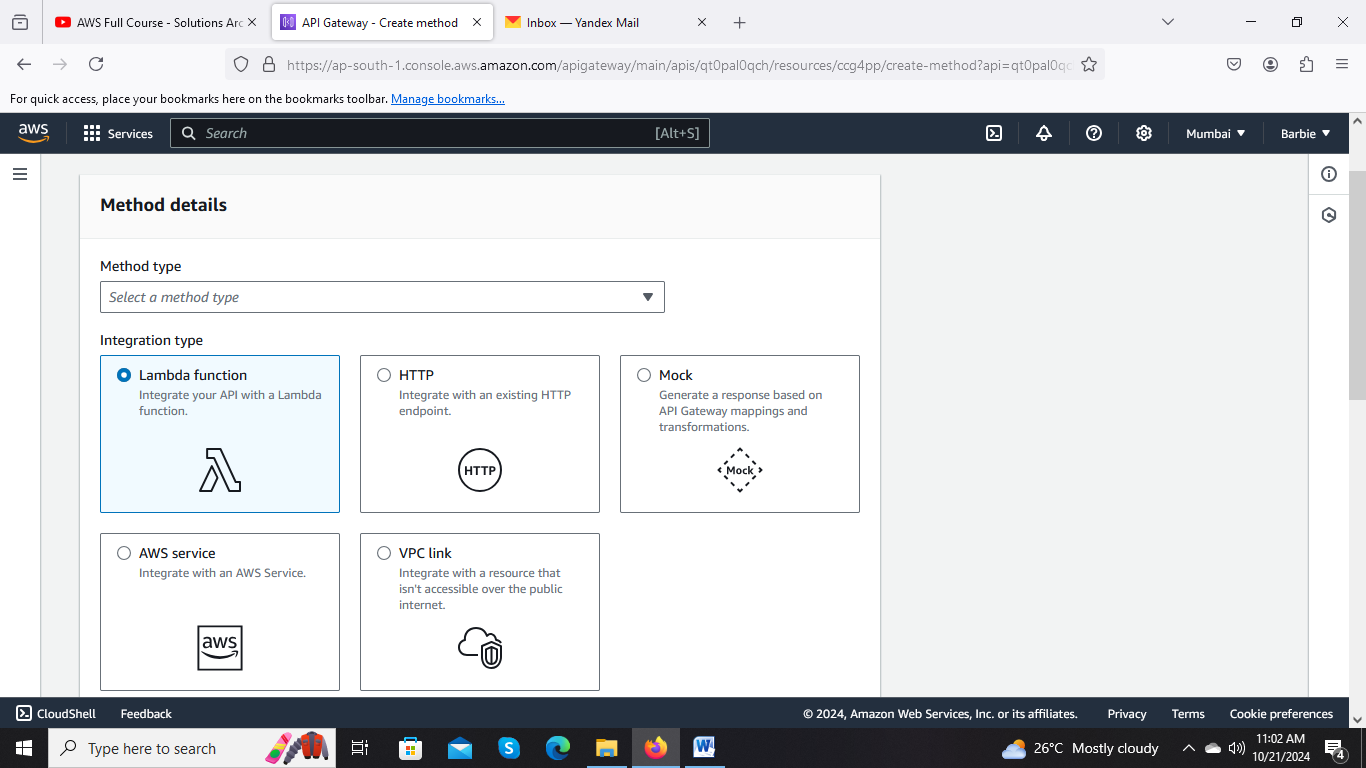 AWS Full Course - Solutions Arc
API Gateway - Create method
Inbox — Yandex Mail
https://ap-south-1.console.aws.amazon.com/apigateway/main/apis/qt0pal0qch/resources/ccg4pp/create-method?api=qt0pal0qc
For quick access, place your bookmarks here on the bookmarks toolbar. Manage bookmarks...
aws
Services
Search
[Alt+S]
Mumbai
Barbie
Method details
Method type
Select a method type
Integration type
Lambda function
Integrate your API with a Lambda
function.
HTTP
Integrate with an existing HTTP
endpoint.
HTTP
Mock
Generate a response based on
API Gateway mappings and
transformations.
Mock
AWS service
Integrate with an AWS Service.
aws
VPC link
Integrate with a resource that
isn't accessible over the public
internet.
CloudShell
Feedback
© 2024, Amazon Web Services, Inc. or its affiliates.
Privacy
Terms
Cookie preferences
Type here to search
26°C Mostly cloudy
11:02 AM
10/21/2024
4